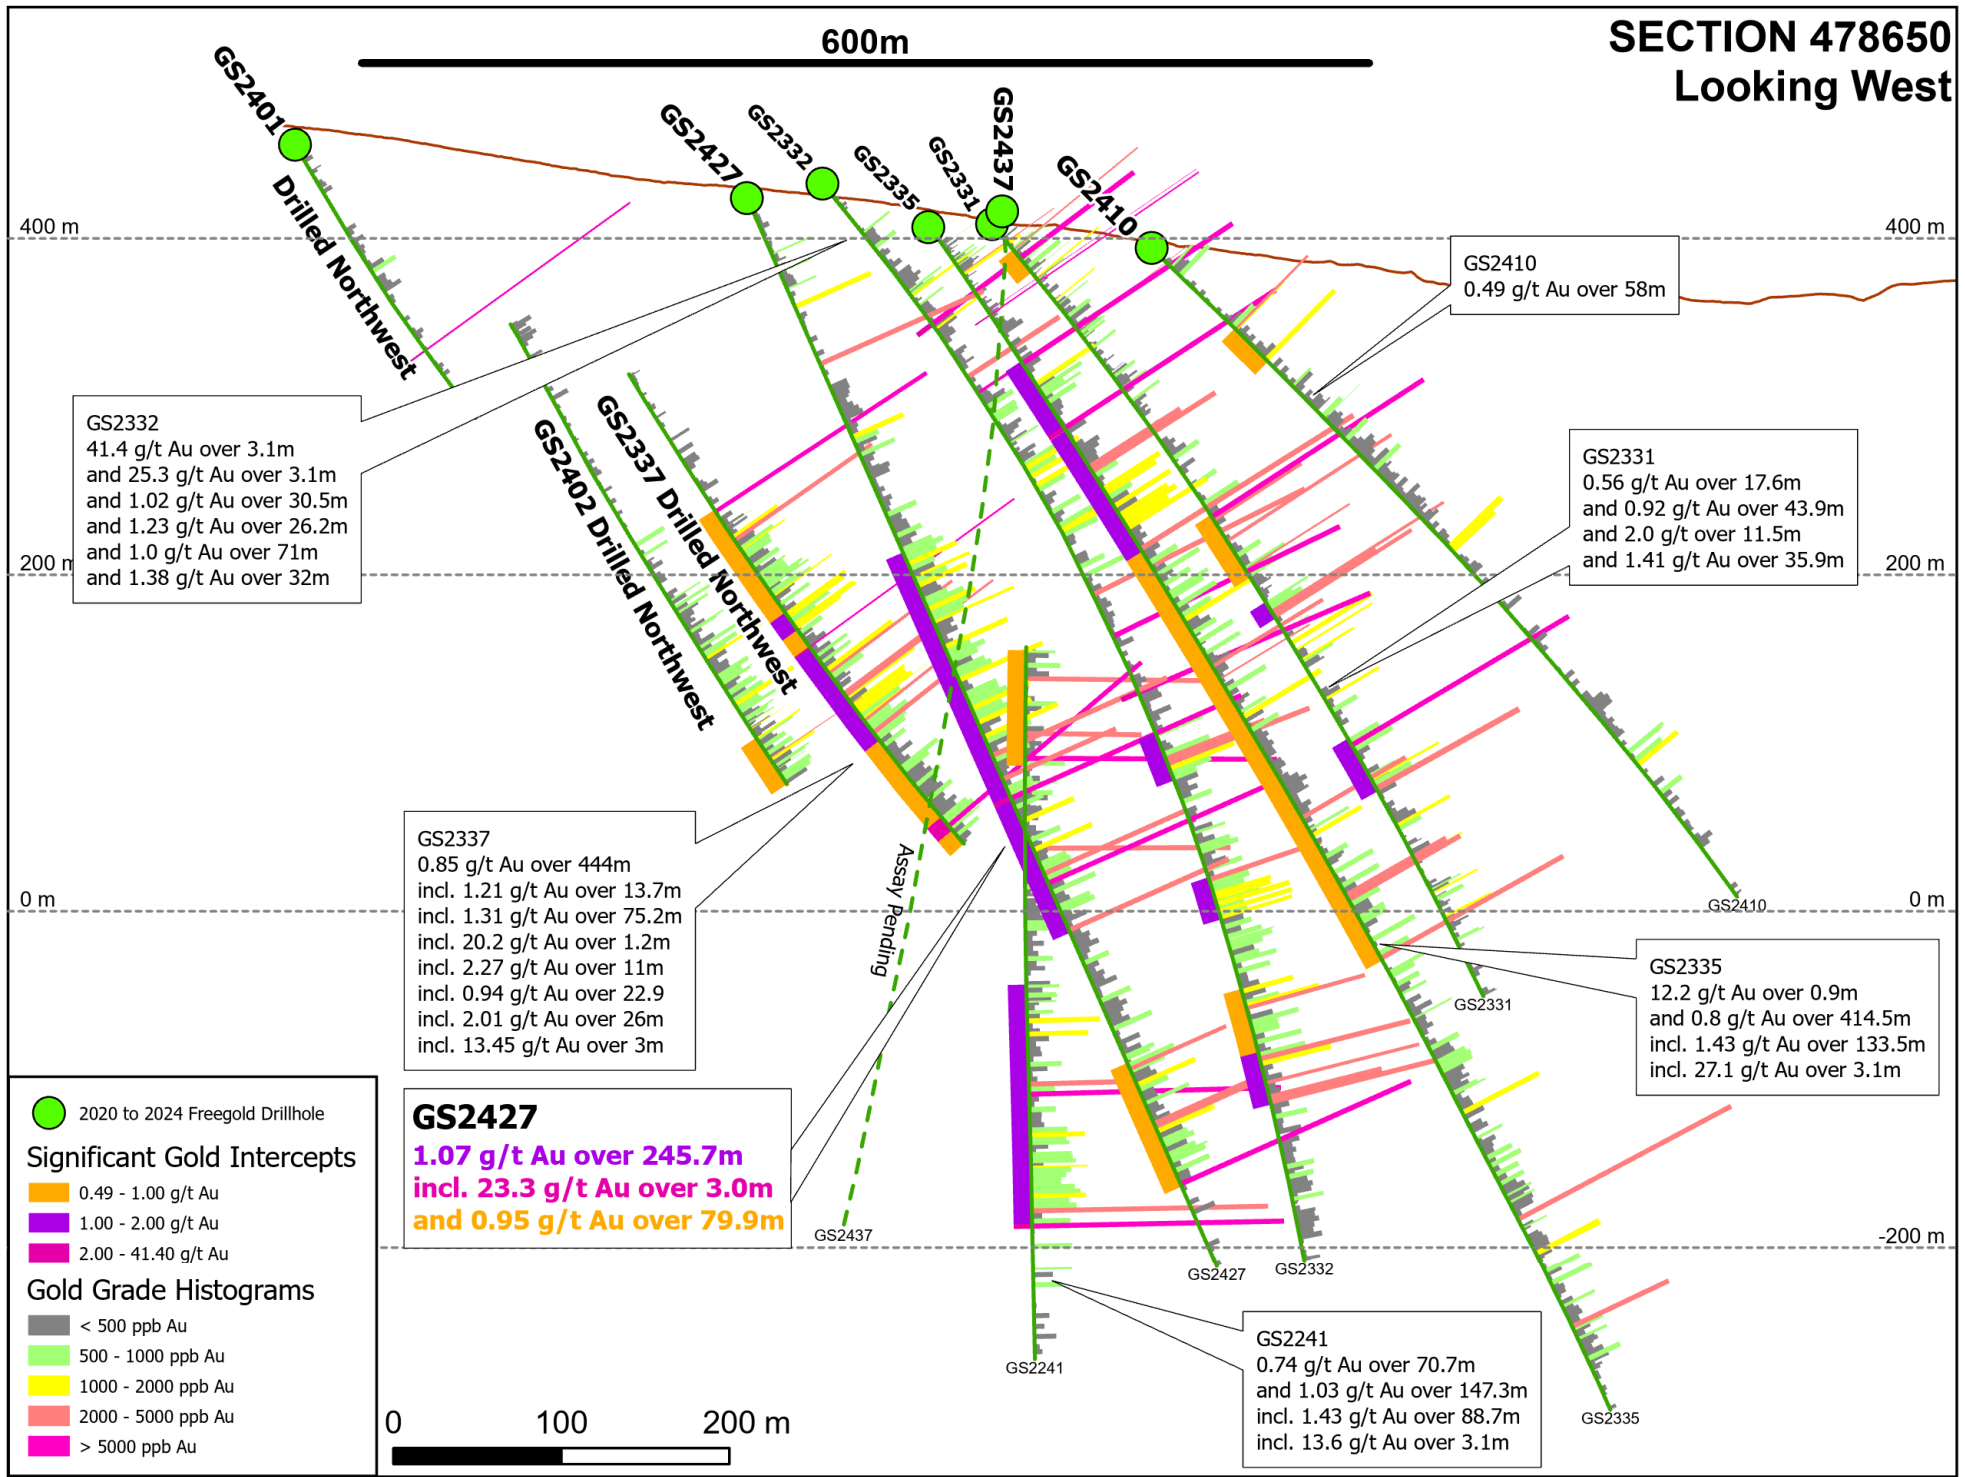 600m
SECTION 478650
Looking West
GS2401
Drilled Northwest
GS2427
GS2332
GS2335
GS2331
GS2437
GS2410
400 m
400 m
GS2410
0.49 g/t Au over 58m
GS2332
41.4 g/t Au over 3.1m
and 25.3 g/t Au over 3.1m
and 1.02 g/t Au over 30.5m
and 1.23 g/t Au over 26.2m
and 1.0 g/t Au over 71m
and 1.38 g/t Au over 32m
GS2331
0.56 g/t Au over 17.6m
and 0.92 g/t Au over 43.9m
and 2.0 g/t Au over 11.5m
and 1.41 g/t Au over 35.9m
GS2402 Drilled Northwest
GS2337 Drilled Northwest
200 m
200 m
GS2337
0.85 g/t Au over 444m
incl. 1.21 g/t Au over 13.7m
incl. 1.31 g/t Au over 75.2m
incl. 20.2 g/t Au over 1.2m
incl. 2.27 g/t Au over 11m
incl. 0.94 g/t Au over 22.9
incl. 2.01 g/t Au over 26m
incl. 13.45 g/t Au over 3m
Assay Pending
0 m
0 m
GS2410
GS2331
GS2335
12.2 g/t Au over 0.9m
and 0.8 g/t Au over 414.5m
incl. 1.43 g/t Au over 133.5m
incl. 27.1 g/t Au over 3.1m
GS2427
1.07 g/t Au over 245.7m
incl. 23.3 g/t Au over 3.0m
and 0.95 g/t Au over 79.9m
GS2437
-200 m
GS2427
GS2332
GS2241
GS2335
GS2241
0.74 g/t Au over 70.7m
and 1.03 g/t Au over 147.3m
incl. 1.43 g/t Au over 88.7m
incl. 13.6 g/t Au over 3.1m
2020 to 2024 Freegold Drillhole
Significant Gold Intercepts
0.49 - 1.00 g/t Au
1.00 - 2.00 g/t Au
2.00 - 41.40 g/t Au
Gold Grade Histograms
< 500 ppb Au
500 - 1000 ppb Au
1000 - 2000 ppb Au
2000 - 5000 ppb Au
> 5000 ppb Au
0 100 200 m